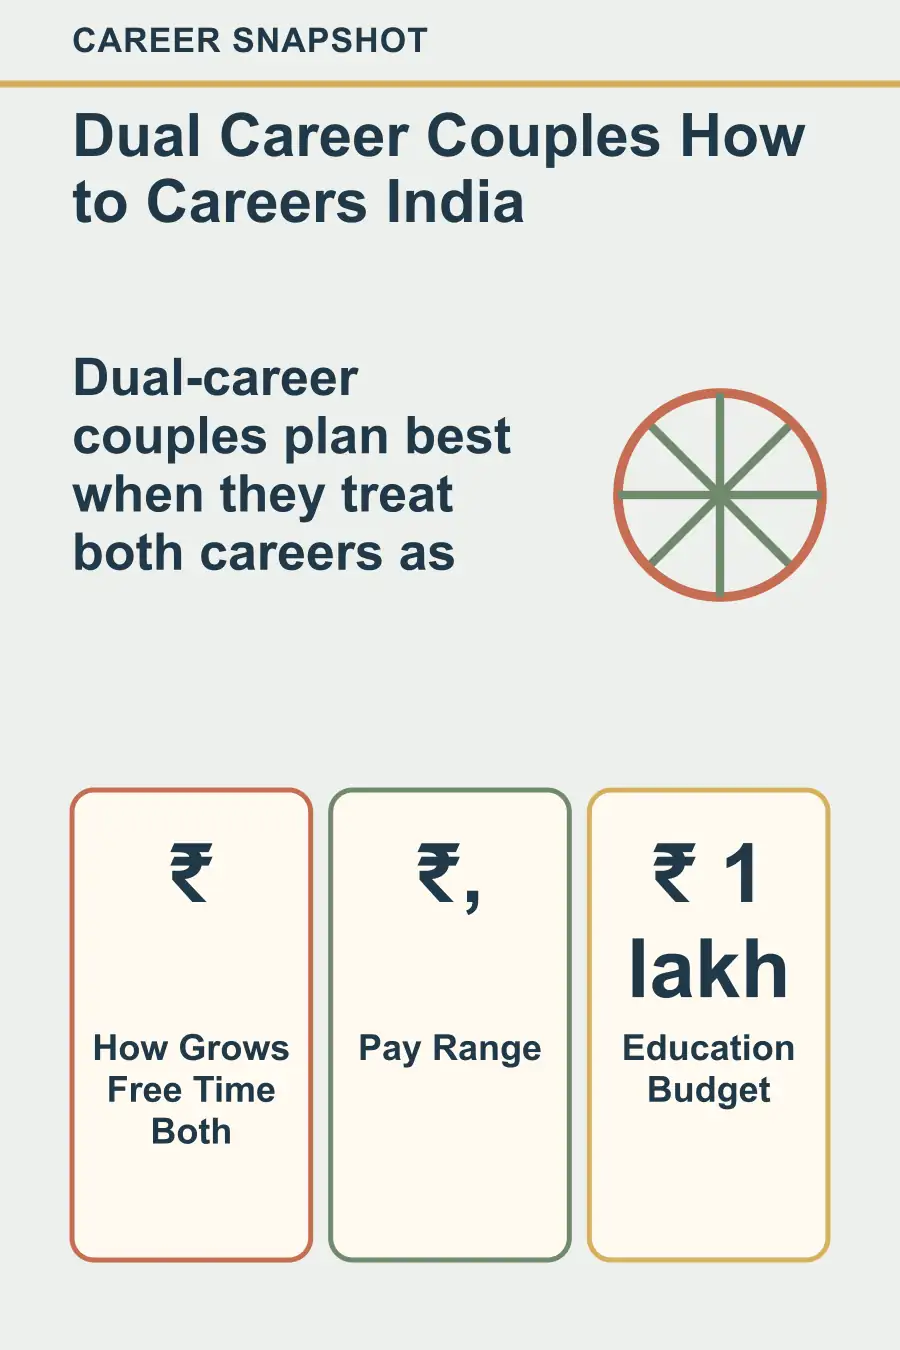 CAREER SNAPSHOT
Dual Career Couples How
to Careers India
Dual-career
couples plan best
when they treat
both careers as
₹
How Grows
Free Time
Both
₹,
Pay Range
₹ 1
lakh
Education
Budget